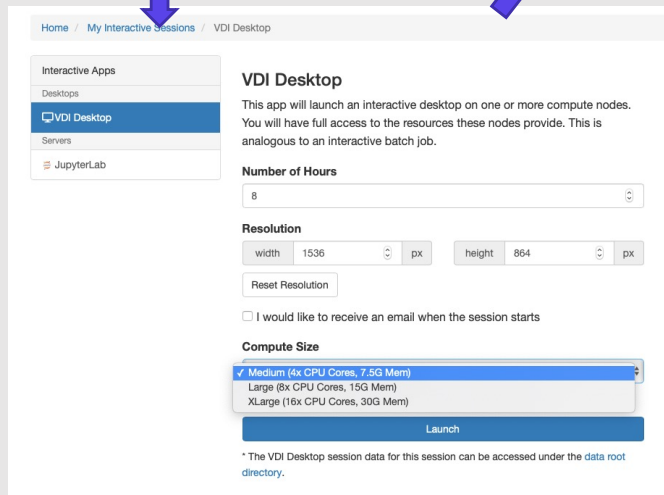 Home / My Interactive Sessions / VDI Desktop
Interactive Apps
Desktops
VDI Desktop
Servers
JupyterLab
VDI Desktop
This app will launch an interactive desktop on one or more compute nodes.
You will have full access to the resources these nodes provide. This is
analogous to an interactive batch job.
Number of Hours
8
Resolution
width 1536 px height 864 px
Reset Resolution
I would like to receive an email when the session starts
Compute Size
✓ Medium (4x CPU Cores, 7.5G Mem)
Large (8x CPU Cores, 15G Mem)
XLarge (16x CPU Cores, 30G Mem)
Launch
* The VDI Desktop session data for this session can be accessed under the data root
directory.